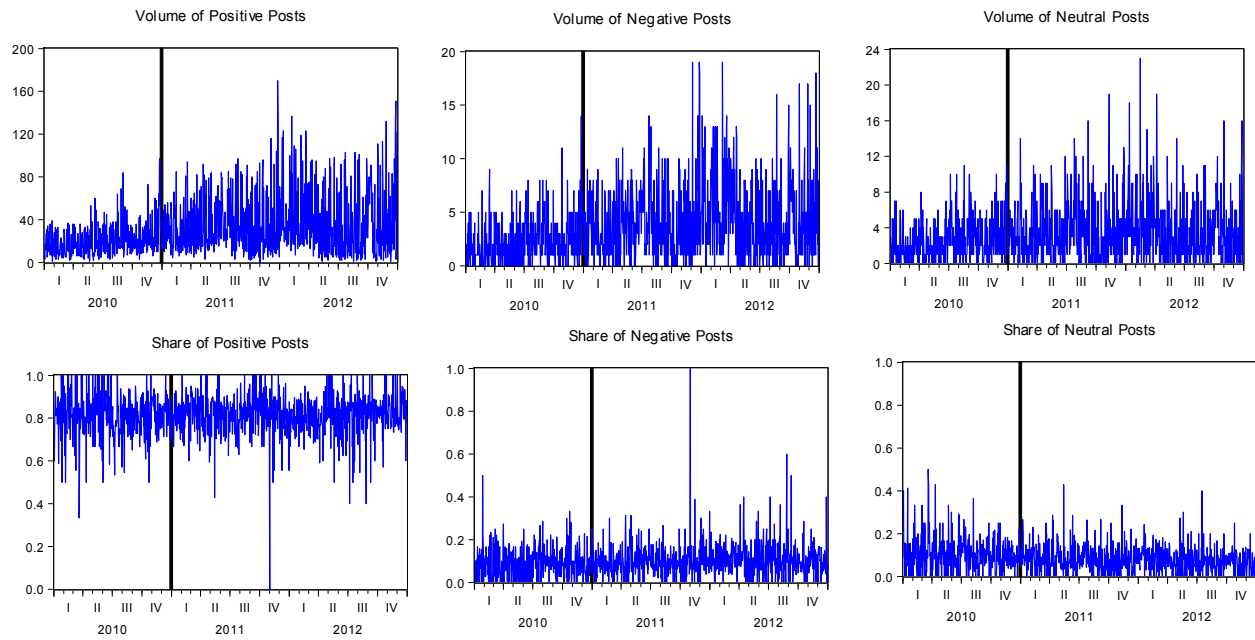 Volume of Positive Posts
200
160
120
80
40
0
I II III IV I II III IV I II III IV
2010 2011 2012
Volume of Negative Posts
20
15
10
5
0
I II III IV I II III IV I II III IV
2010 2011 2012
Volume of Neutral Posts
24
20
16
12
8
4
0
I II III IV I II III IV I II III IV
2010 2011 2012
Share of Positive Posts
1.0
0.8
0.6
0.4
0.2
0.0
I II III IV I II III IV I II III IV
2010 2011 2012
Share of Negative Posts
1.0
0.8
0.6
0.4
0.2
0.0
I II III IV I II III IV I II III IV
2010 2011 2012
Share of Neutral Posts
1.0
0.8
0.6
0.4
0.2
0.0
I II III IV I II III IV I II III IV
2010 2011 2012